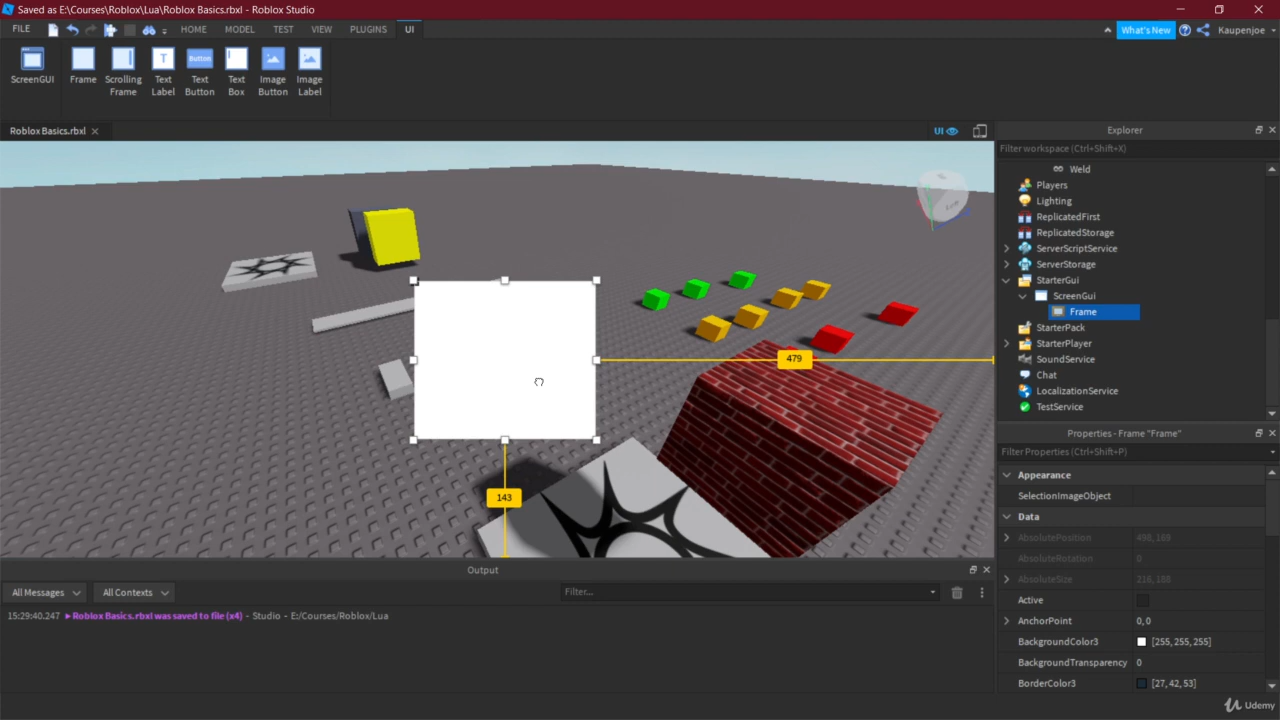 Saved as E:\Courses\Roblox\Lua\Roblox Basics.rbxl - Roblox Studio
FILE HOME MODEL TEST VIEW PLUGINS UI What's New Kaupenjoe
ScreenGUI Frame Scrolling Frame Text Label Text Button Text Box Image Button Image Label
Button
T
Roblox Basics.rbxl
UI
Explorer
Filter workspace (Ctrl+Shift+X)
Weld
Players
Lighting
ReplicatedFirst
ReplicatedStorage
ServerScriptService
ServerStorage
StarterGui
ScreenGui
Frame
StarterPack
StarterPlayer
SoundService
Chat
LocalizationService
TestService
Left
479
143
Properties - Frame "Frame"
Filter Properties (Ctrl+Shift+P)
Appearance
SelectionImageObject
Data
AbsolutePosition 498, 169
AbsoluteRotation 0
AbsoluteSize 216, 188
Active
AnchorPoint 0, 0
BackgroundColor3 [255, 255, 255]
BackgroundTransparency 0
BorderColor3 [27, 42, 53]
Output
All Messages All Contexts Filter...
15:29:40.247 Roblox Basics.rbxl was saved to file (x4) - Studio - E:/Courses/Roblox/Lua
Udemy